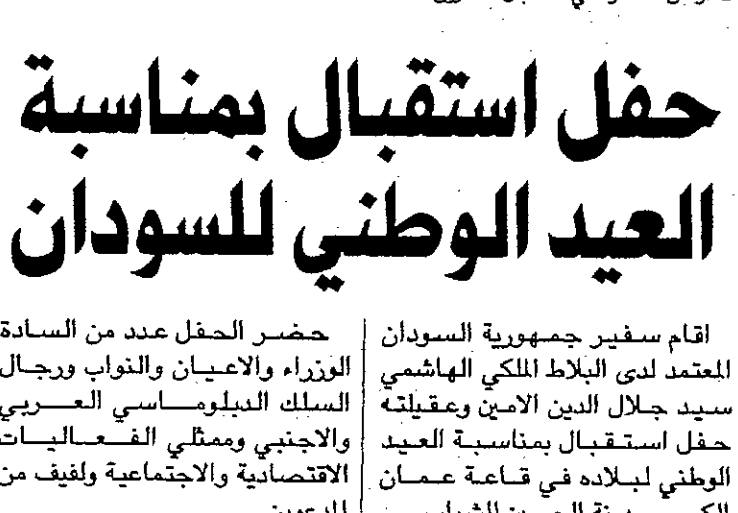 حفل استقبال بمناسبة
العيد الوطني للسودان
اقام سفير جمهورية السودان
المعتمد لدى البلاط الملكي الهاشمي
سيد جلال الدين الامين وعقيلته
حفل استقبال بمناسبة العيد
الوطني لبلاده في قاعة عمان
حضر الحفل عدد من السادة
الوزراء والاعيان والنواب ورجال
السلك الدبلوماسي العربي
والاجنبي وممثلي الفعاليات
الاقتصادية والاجتماعية ولفيف من
المدعوين